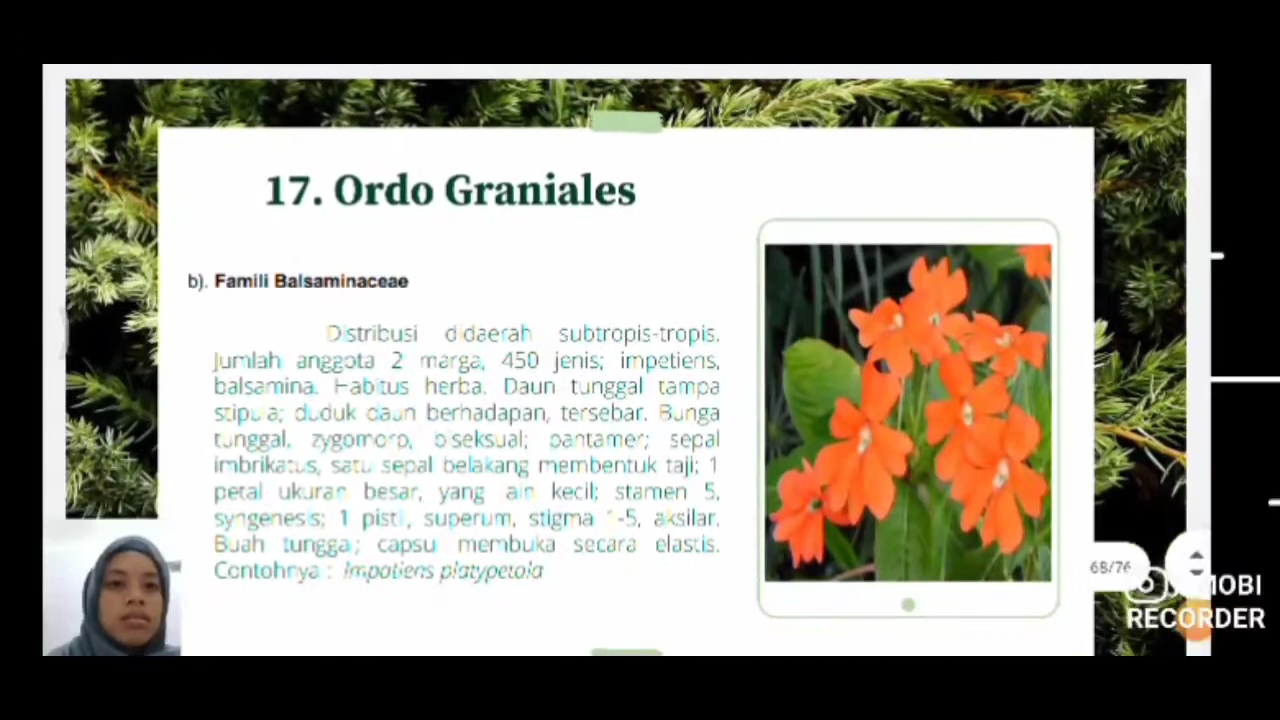 17. Ordo Graniales
b). Famili Balsaminaceae
Distribusi didaerah subtropis-tropis.
Jumlah anggota 2 marga, 450 jenis; impetiens,
balsamina. Habitus herba. Daun tunggal tampa
stipula; duduk daun berhadapan, tersebar. Bunga
tunggal, zygomorp, biseksual; pantamer; sepal
imbrikatus, satu sepal belakang membentuk taji; 1
petal ukuran besar, yang ain kecil; stamen 5,
syngenesis; 1 pistil, superum, stigma 1-5, aksilar.
Buah tunggal; capsul membuka secara elastis.
Contohnya : Impatiens platypetala
68/76
MOBI
RECORDER